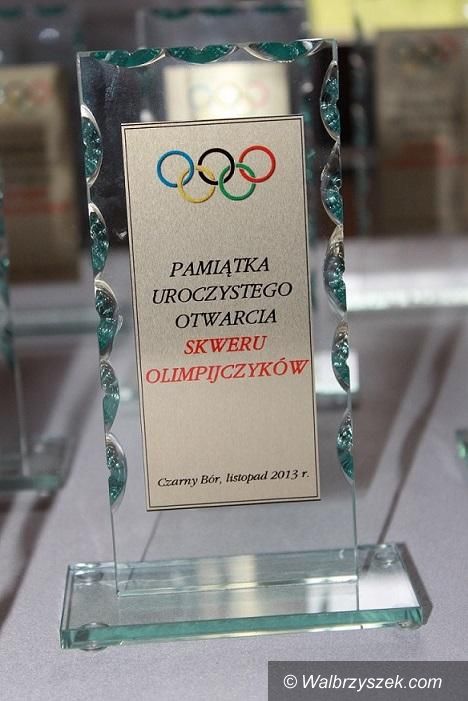 PAMIĄTKA
UROCZYSTEGO
OTWARCIA
SKWERU
OLIMPIJCZYKÓW
Czarny Bór, listopad 2013 r.
© Walbrzyszek.com